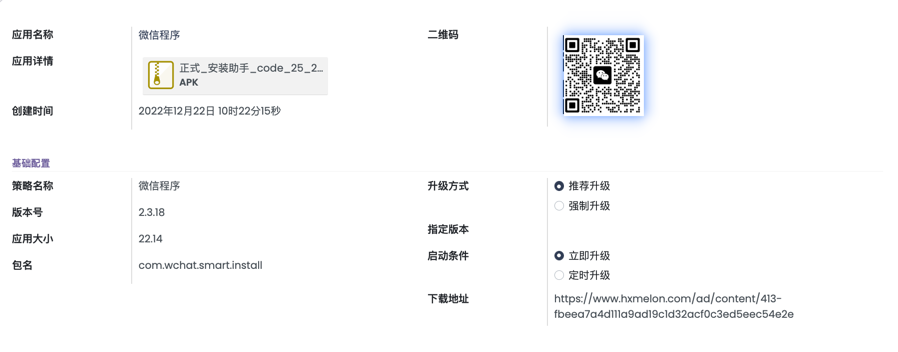 应用名称
微信程序
二维码
应用详情
正式_安装助手_code_25_2...
APK
创建时间
2022年12月22日 10时22分15秒
基础配置
策略名称
微信程序
升级方式
推荐升级
强制升级
版本号
2.3.18
指定版本
应用大小
22.14
启动条件
立即升级
定时升级
包名
com.wchat.smart.install
下载地址
https://www.hxmelon.com/ad/content/413-
fbeea7a4d111a9ad19c1d32acf0c3ed5eec54e2e